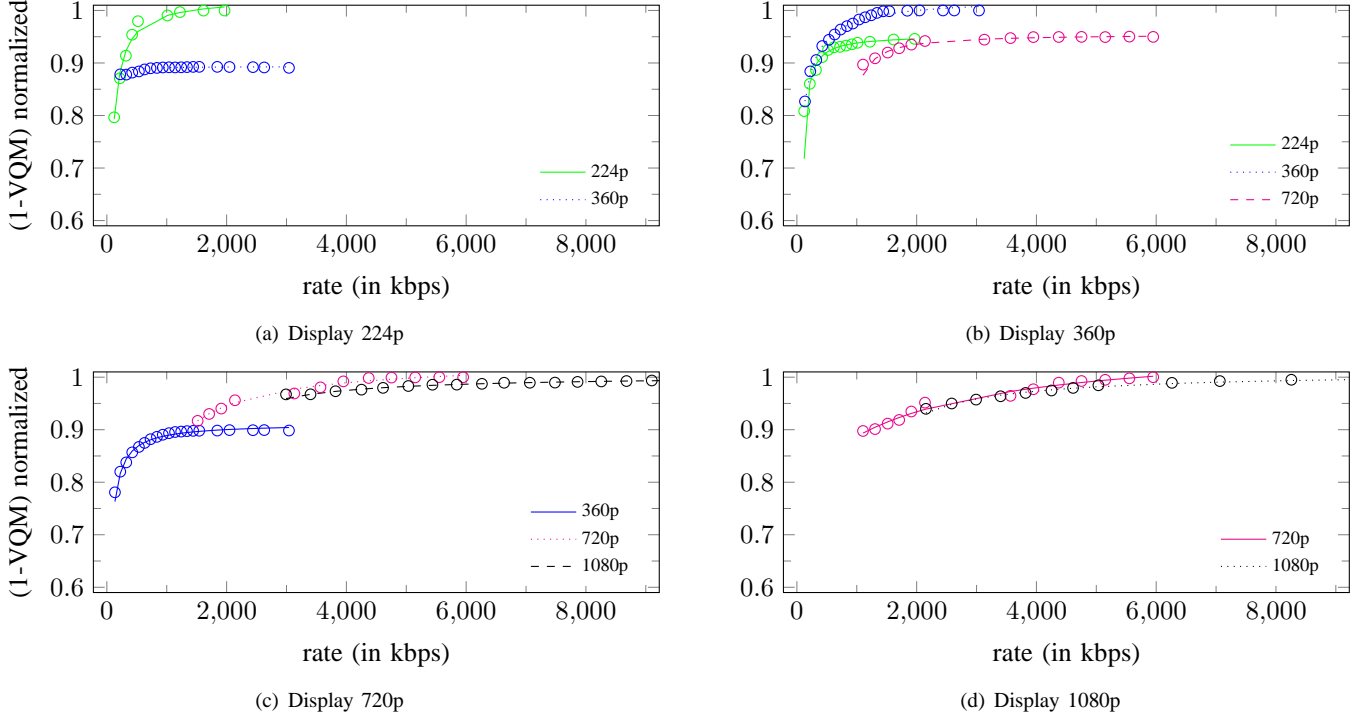 1
0.9
0.8
0.7
0.6
(1-VQM) normalized
224p
360p
0
2,000
4,000
6,000
8,000
rate (in kbps)
(a) Display 224p
1
0.9
0.8
0.7
0.6
224p
360p
720p
0
2,000
4,000
6,000
8,000
rate (in kbps)
(b) Display 360p
1
0.9
0.8
0.7
0.6
(1-VQM) normalized
360p
720p
1080p
0
2,000
4,000
6,000
8,000
rate (in kbps)
(c) Display 720p
1
0.9
0.8
0.7
0.6
720p
1080p
0
2,000
4,000
6,000
8,000
rate (in kbps)
(d) Display 1080p